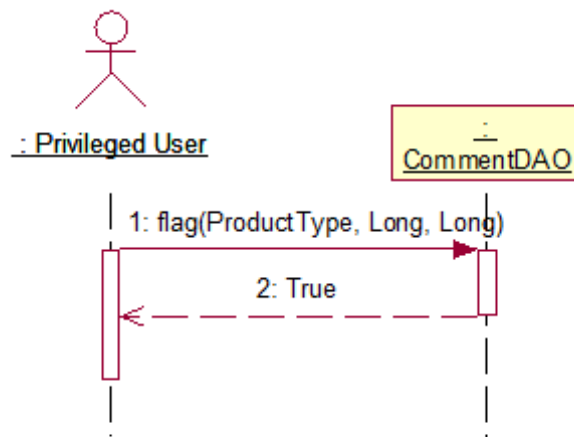 : Privileged User
:
CommentDAO
1: flag(ProductType, Long, Long)
2: True